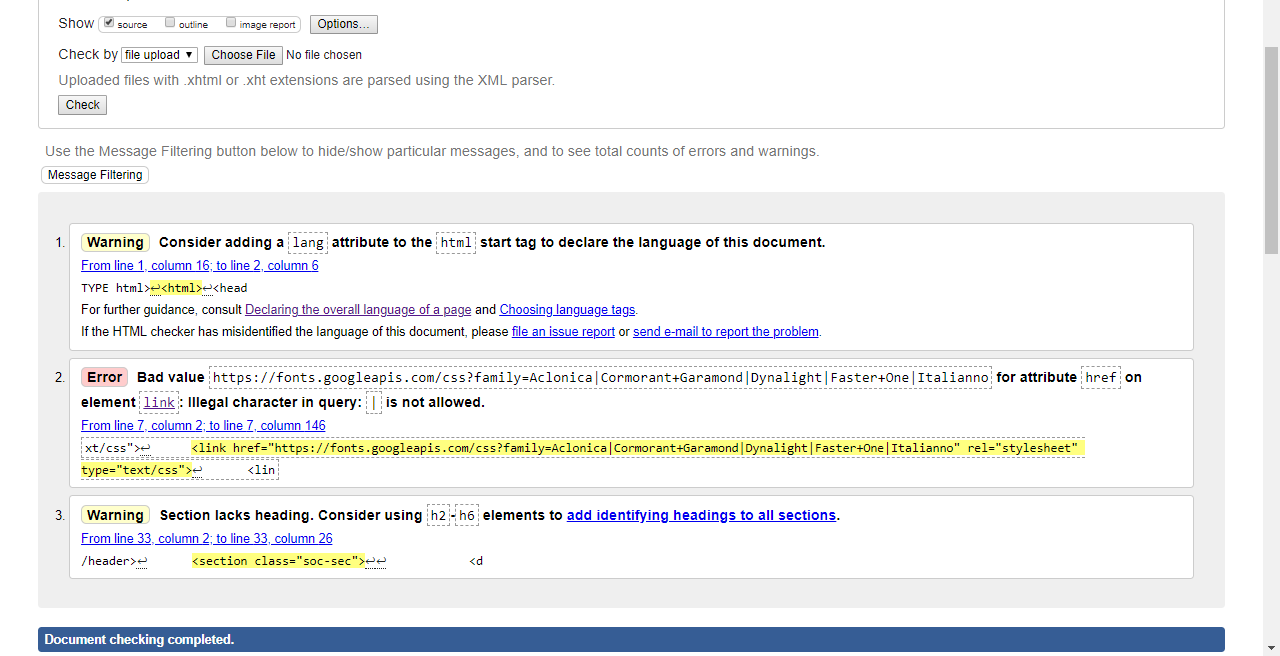 Show source outline image report Options...
Check by file upload ▼ Choose File No file chosen
Uploaded files with .xhtml or .xht extensions are parsed using the XML parser.
Check
Use the Message Filtering button below to hide/show particular messages, and to see total counts of errors and warnings.
Message Filtering
1. Warning Consider adding a lang attribute to the html start tag to declare the language of this document.
From line 1, column 16; to line 2, column 6
TYPE html>↩<html>↩<head
For further guidance, consult Declaring the overall language of a page and Choosing language tags.
If the HTML checker has misidentified the language of this document, please file an issue report or send e-mail to report the problem.
2. Error Bad value https://fonts.googleapis.com/css?family=Aclonica|Cormorant+Garamond|Dynalight|Faster+One|Italianno for attribute href on
element link: Illegal character in query: | is not allowed.
From line 7, column 2; to line 7, column 146
xt/css">↩ <link href="https://fonts.googleapis.com/css?family=Aclonica|Cormorant+Garamond|Dynalight|Faster+One|Italianno" rel="stylesheet"
type="text/css">↩ <lin
3. Warning Section lacks heading. Consider using h2-h6 elements to add identifying headings to all sections.
From line 33, column 2; to line 33, column 26
/header>↩ <section class="soc-sec">↩↩ <d
Document checking completed.